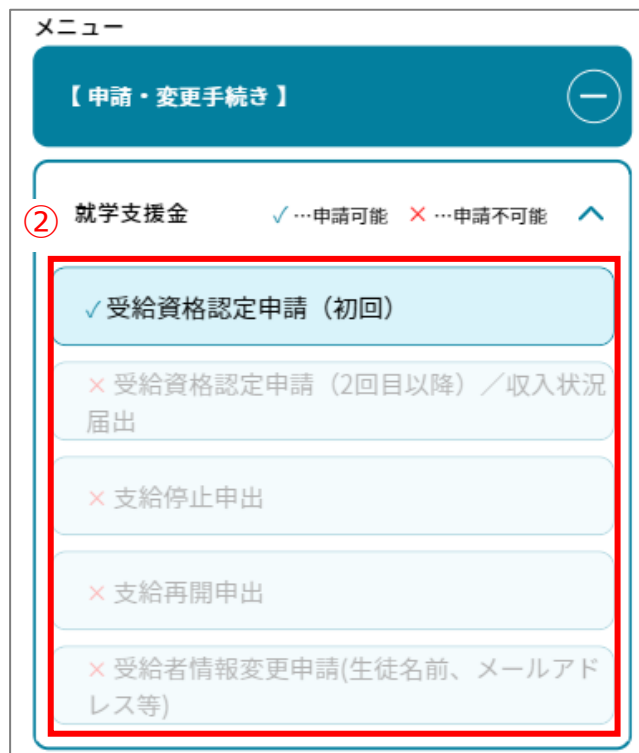 メニュー
【 申請・変更手続き 】
② 就学支援金 ✓…申請可能 ×…申請不可能
✓受給資格認定申請（初回）
×受給資格認定申請（2回目以降）／収入状況
届出
×支給停止申出
×支給再開申出
×受給者情報変更申請(生徒名前、メールアド
レス等)